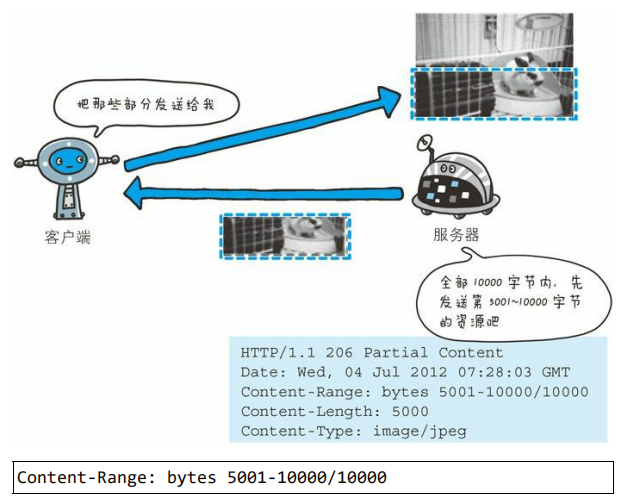 把那些部分发送给我
客户端
服务器
全部 10000 字节内，先
发送第 5001~10000 字节
的资源吧
HTTP/1.1 206 Partial Content
Date: Wed, 04 Jul 2012 07:28:03 GMT
Content-Range: bytes 5001-10000/10000
Content-Length: 5000
Content-Type: image/jpeg
Content-Range: bytes 5001-10000/10000